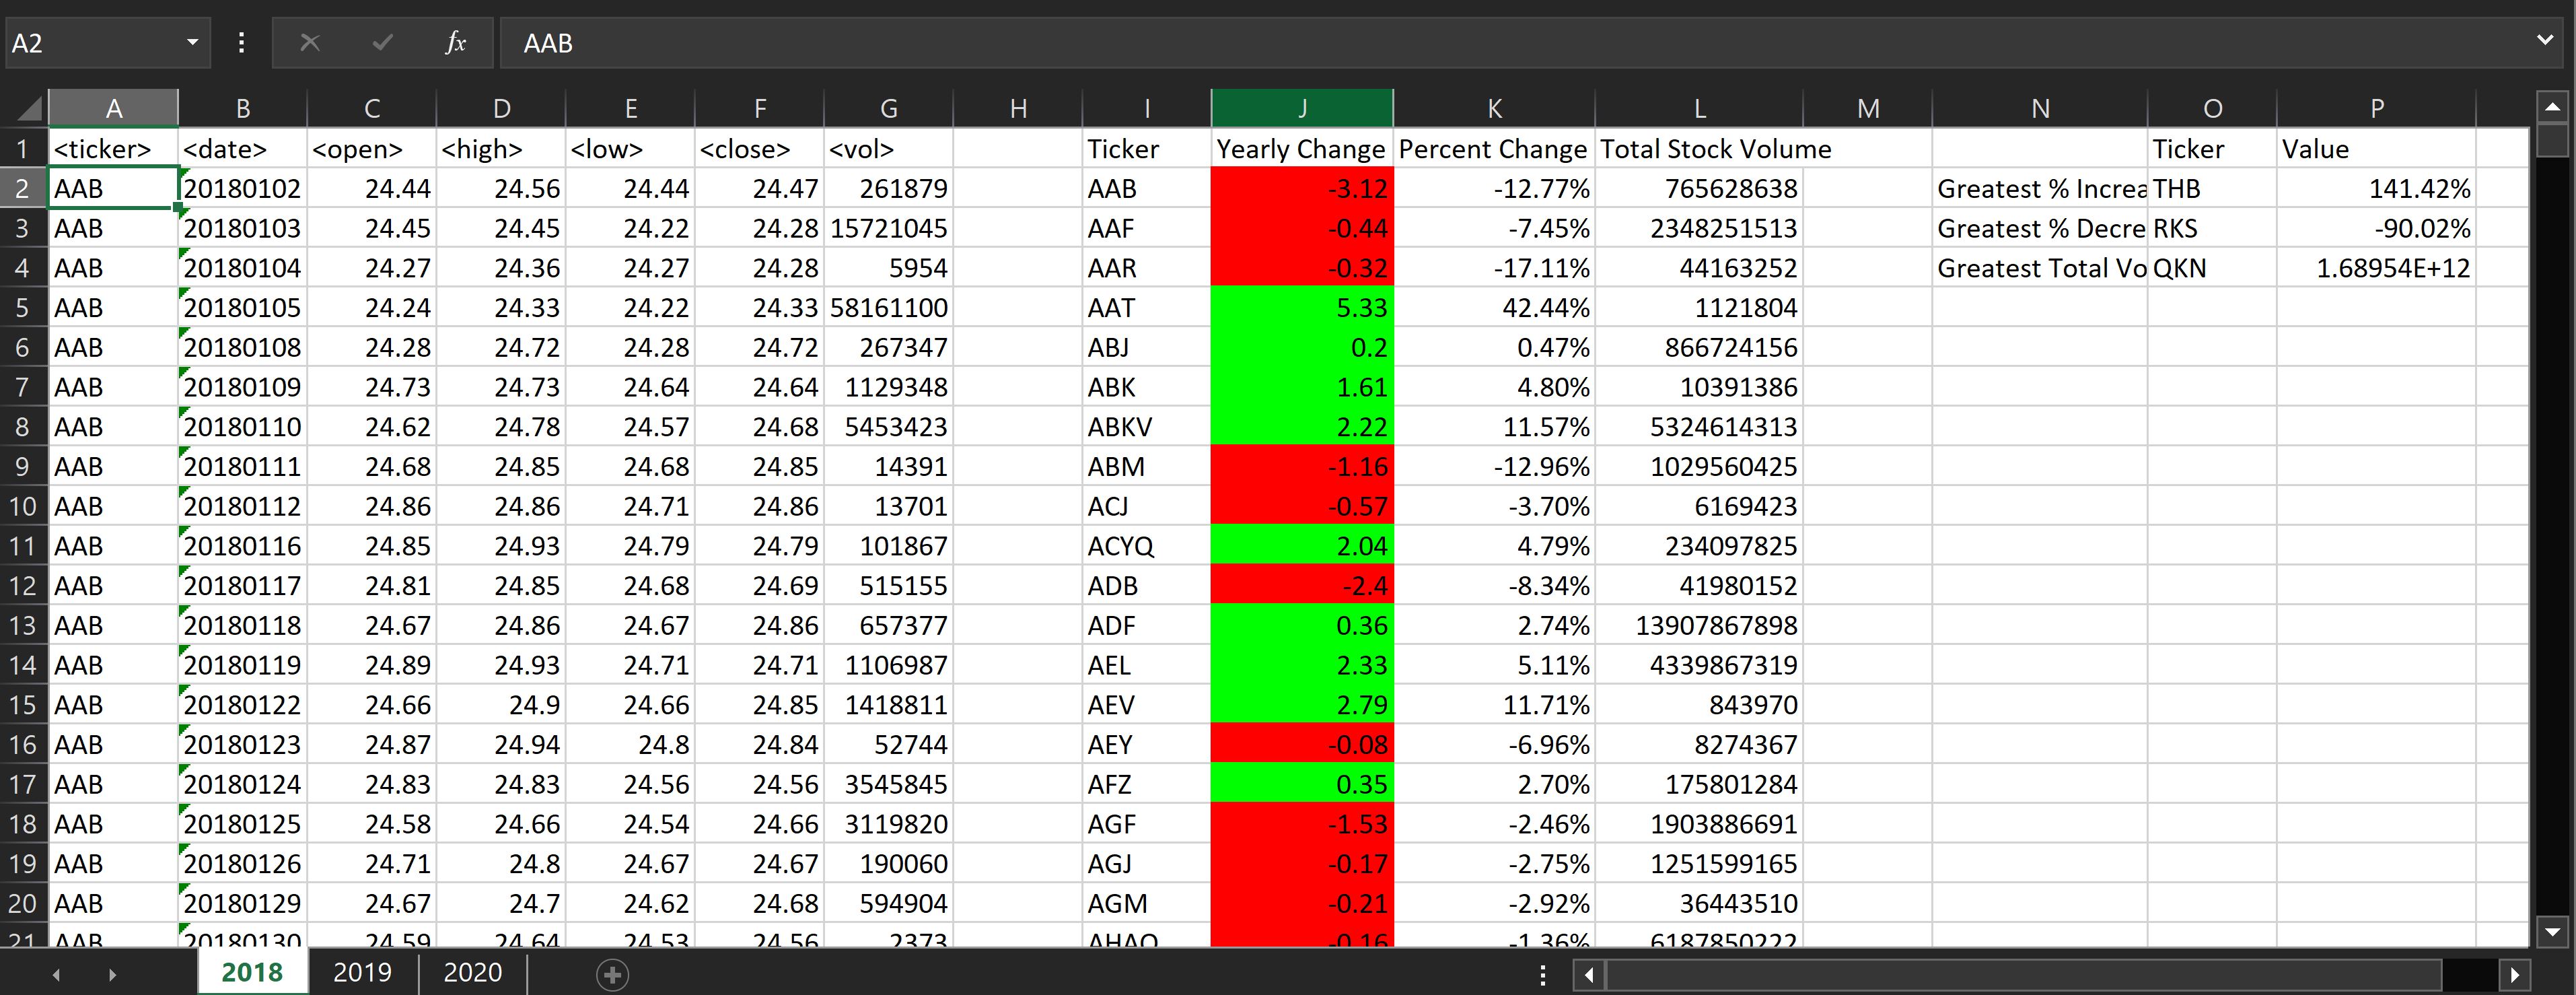 A2 fx AAB
A B C D E F G H I J K L M N O P
1 <ticker> <date> <open> <high> <low> <close> <vol> Ticker Yearly Change Percent Change Total Stock Volume Ticker Value
2 AAB 20180102 24.44 24.56 24.44 24.47 261879 AAB -3.12 -12.77% 765628638 Greatest % Increa THB 141.42%
3 AAB 20180103 24.45 24.45 24.22 24.28 15721045 AAF -0.44 -7.45% 2348251513 Greatest % Decre RKS -90.02%
4 AAB 20180104 24.27 24.36 24.27 24.28 5954 AAR -0.32 -17.11% 44163252 Greatest Total Vo QKN 1.68954E+12
5 AAB 20180105 24.24 24.33 24.22 24.33 58161100 AAT 5.33 42.44% 1121804
6 AAB 20180108 24.28 24.72 24.28 24.72 267347 ABJ 0.2 0.47% 866724156
7 AAB 20180109 24.73 24.73 24.64 24.64 1129348 ABK 1.61 4.80% 10391386
8 AAB 20180110 24.62 24.78 24.57 24.68 5453423 ABKV 2.22 11.57% 5324614313
9 AAB 20180111 24.68 24.85 24.68 24.85 14391 ABM -1.16 -12.96% 1029560425
10 AAB 20180112 24.86 24.86 24.71 24.86 13701 ACJ -0.57 -3.70% 6169423
11 AAB 20180116 24.85 24.93 24.79 24.79 101867 ACYQ 2.04 4.79% 234097825
12 AAB 20180117 24.81 24.85 24.68 24.69 515155 ADB -2.4 -8.34% 41980152
13 AAB 20180118 24.67 24.86 24.67 24.86 657377 ADF 0.36 2.74% 13907867898
14 AAB 20180119 24.89 24.93 24.71 24.71 1106987 AEL 2.33 5.11% 4339867319
15 AAB 20180122 24.66 24.9 24.66 24.85 1418811 AEV 2.79 11.71% 843970
16 AAB 20180123 24.87 24.94 24.8 24.84 52744 AEY -0.08 -6.96% 8274367
17 AAB 20180124 24.83 24.83 24.56 24.56 3545845 AFZ 0.35 2.70% 175801284
18 AAB 20180125 24.58 24.66 24.54 24.66 3119820 AGF -1.53 -2.46% 1903886691
19 AAB 20180126 24.71 24.8 24.67 24.67 190060 AGJ -0.17 -2.75% 1251599165
20 AAB 20180129 24.67 24.7 24.62 24.68 594904 AGM -0.21 -2.92% 36443510
21 AAB 20180130 24.59 24.64 24.53 24.56 2373 AHAQ -0.16 -1.36% 6187850222
2018 2019 2020